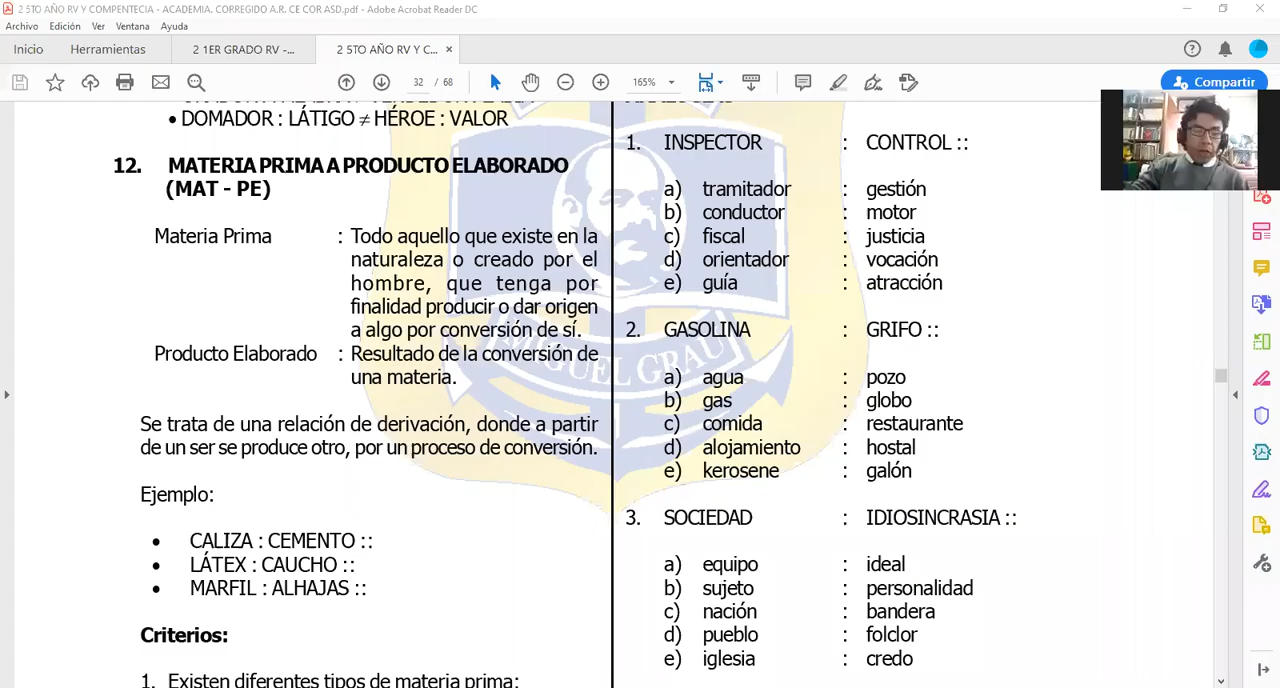 2 5TO AÑO RV Y COMPENTECIA - ACADEMIA. CORREGIDO A.R. CE COR ASD.pdf - Adobe Acrobat Reader DC
Archivo Edición Ver Ventana Ayuda
Inicio Herramientas 2 1ER GRADO RV -... 2 5TO AÑO RV Y C... ×
32 / 68 165% Compartir
• DOMADOR : LÁTIGO ≠ HÉROE : VALOR
12. MATERIA PRIMA A PRODUCTO ELABORADO
(MAT - PE)
Materia Prima : Todo aquello que existe en la
naturaleza o creado por el
hombre, que tenga por
finalidad producir o dar origen
a algo por conversión de sí.
Producto Elaborado : Resultado de la conversión de
una materia.
Se trata de una relación de derivación, donde a partir
de un ser se produce otro, por un proceso de conversión.
Ejemplo:
• CALIZA : CEMENTO ::
• LÁTEX : CAUCHO ::
• MARFIL : ALHAJAS ::
Criterios:
1. Existen diferentes tipos de materia prima:
1. INSPECTOR : CONTROL ::
a) tramitador : gestión
b) conductor : motor
c) fiscal : justicia
d) orientador : vocación
e) guía : atracción
2. GASOLINA : GRIFO ::
a) agua : pozo
b) gas : globo
c) comida : restaurante
d) alojamiento : hostal
e) kerosene : galón
3. SOCIEDAD : IDIOSINCRASIA ::
a) equipo : ideal
b) sujeto : personalidad
c) nación : bandera
d) pueblo : folclor
e) iglesia : credo
MIGUEL GRAU